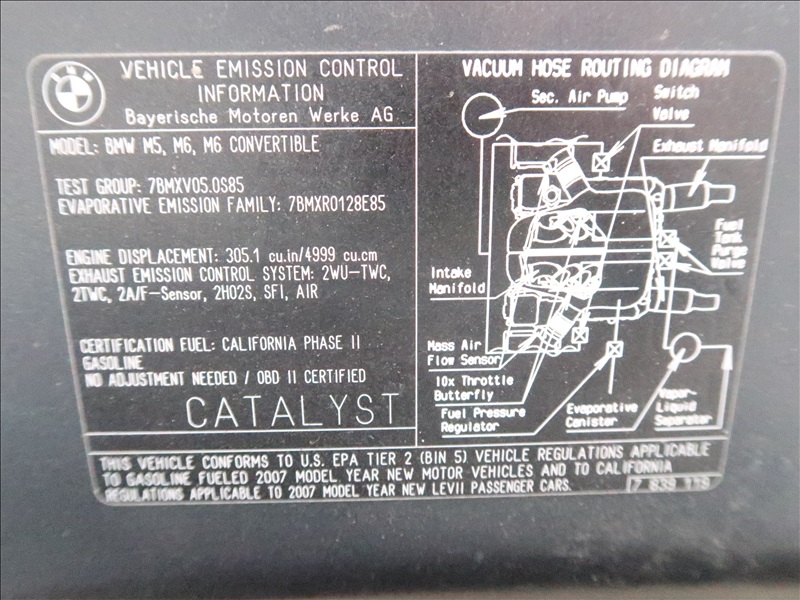 BMW
VEHICLE EMISSION CONTROL
INFORMATION
Bayerische Motoren Werke AG
MODEL: BMW M5, M6, M6 CONVERTIBLE
TEST GROUP: 7BMXV05.0S85
EVAPORATIVE EMISSION FAMILY: 7BMXR0128E85
ENGINE DISPLACEMENT: 305.1 cu.in/4999 cu.cm
EXHAUST EMISSION CONTROL SYSTEM: 2WU-TWC,
2TWC, 2A/F-Sensor, 2HO2S, SFI, AIR
CERTIFICATION FUEL: CALIFORNIA PHASE II
GASOLINE
NO ADJUSTMENT NEEDED / OBD II CERTIFIED
CATALYST
VACUUM HOSE ROUTING DIAGRAM
Sec. Air Pump
Switch
Valve
Exhaust Manifold
Fuel
Tank
Purge
Valve
Intake
Manifold
Mass Air
Flow Sensor
10x Throttle
Butterfly
Fuel Pressure
Regulator
Evaporative
Canister
Vapor-
Liquid
Seperator
THIS VEHICLE CONFORMS TO U.S. EPA TIER 2 (BIN 5) VEHICLE REGULATIONS APPLICABLE
TO GASOLINE FUELED 2007 MODEL YEAR NEW MOTOR VEHICLES AND TO CALIFORNIA
REGULATIONS APPLICABLE TO 2007 MODEL YEAR NEW LEVII PASSENGER CARS.
7 839 119